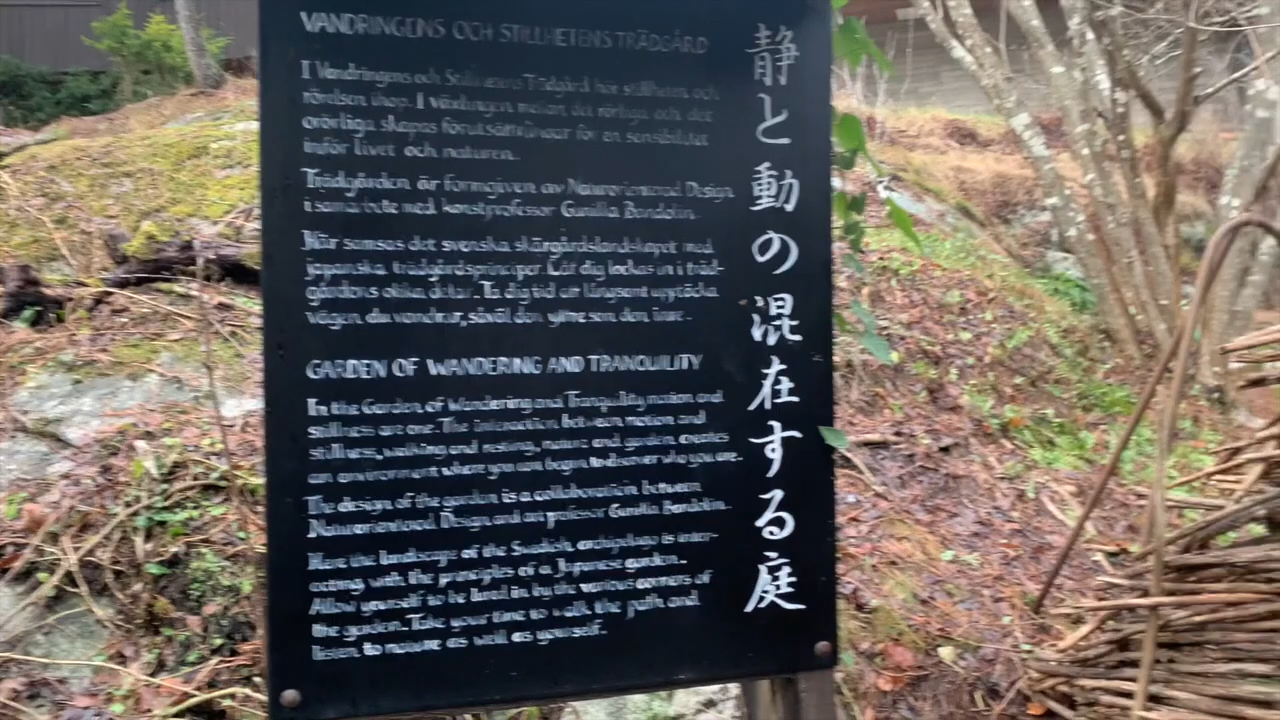 VANDRINGENS OCH STILLHETENS TRÄDGÅRD
I Vandringens och Stillhetens Trädgård hör stillheten och
rörelsen ihop. I växlingen mellan det rörliga och det
orörliga skapas förutsättningar för en sensibilitet
inför livet och naturen.
Trädgården är formgiven av Naturorienterad Design
i samarbete med konstprofessor Gunilla Bandolin.
Här samsas det svenska skärgårdslandskapet med
japanska trädgårdsprinciper. Låt dig lockas in i träd-
gårdens olika delar. Ta dig tid att långsamt upptäcka
vägen du vandrar, såväl den yttre som den inre.
GARDEN OF WANDERING AND TRANQUILITY
In the Garden of Wandering and Tranquility motion and
stillness are one. The interaction between motion and
stillness, walking and resting, nature and garden creates
an environment where you can begin to discover who you are.
The design of the garden is a collaboration between
Naturorienterad Design and art professor Gunilla Bandolin.
Here the landscape of the Swedish archipelago is inter-
acting with the principles of a Japanese garden.
Allow yourself to be lured in by the various corners of
the garden. Take your time to walk the path and
listen to nature as well as yourself.
静と動の混在する庭